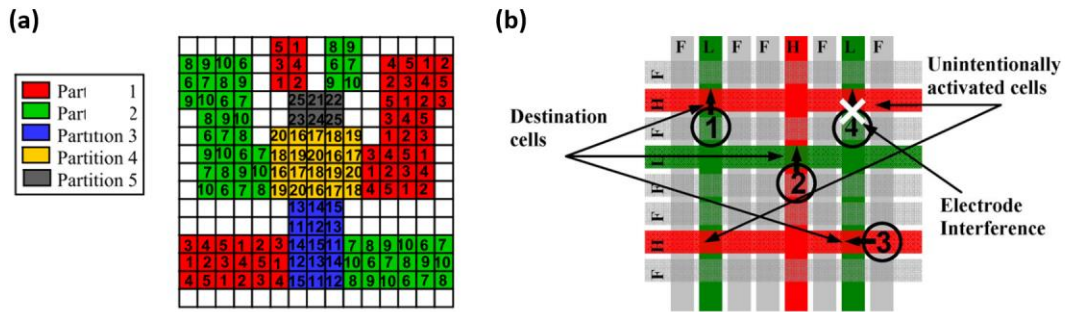 (a)
Part 1
Part 2
Partition 3
Partition 4
Partition 5
5 1 8 9
8 9 10 6 3 4 6 7 4 5 1 2
6 7 8 9 1 2 9 10 1 2 3 4
9 10 6 7 25 21 22 5 1 2 3
8 9 10 23 24 25 3 4 5
6 7 8 20 16 17 18 19 1 2 3
9 10 6 7 18 19 20 16 17 3 4 5 1
7 8 9 10 16 17 18 19 20 1 2 3 4
10 6 7 8 19 20 16 17 18 4 5 1 2
13 14 15
11 12 13
3 4 5 1 2 3 14 15 11 7 8 9 10 6 7
1 2 3 4 5 1 12 13 14 10 6 7 8 9 10
4 5 1 2 3 4 15 11 12 8 9 10 6 7 8
(b)
F L F F H F L F
F
H
F
L
F
H
F
Destination
cells
1
4
2
3
Unintentionally
activated cells
Electrode
Interference